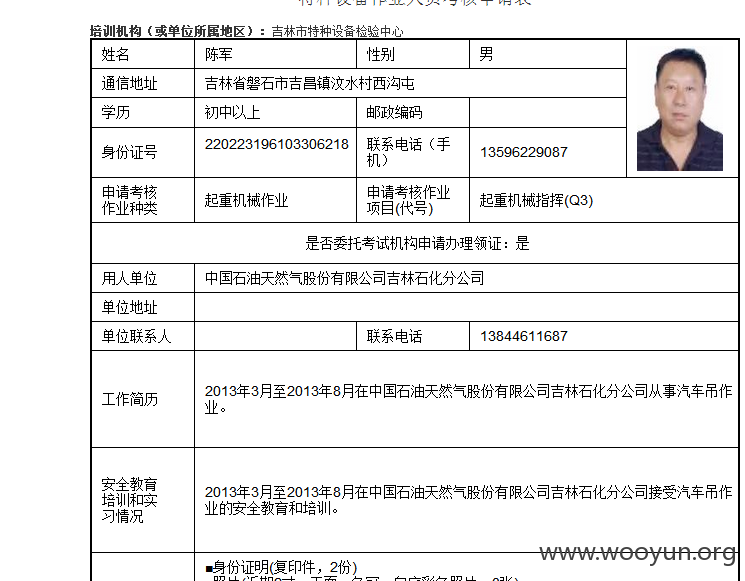 特种设备作业人员考核申请表
培训机构（或单位所属地区）：吉林市特种设备检验中心
姓名 陈军 性别 男
通信地址 吉林省磐石市吉昌镇汶水村西沟屯
学历 初中以上 邮政编码
身份证号 220223196103306218 联系电话（手
机） 13596229087
申请考核
作业种类 起重机械作业 申请考核作业
项目(代号) 起重机械指挥(Q3)
是否委托考试机构申请办理领证：是
用人单位 中国石油天然气股份有限公司吉林石化分公司
单位地址
单位联系人 联系电话 13844611687
工作简历 2013年3月至2013年8月在中国石油天然气股份有限公司吉林石化分公司从事汽车吊作
业。
安全教育
培训和实
习情况 2013年3月至2013年8月在中国石油天然气股份有限公司吉林石化分公司接受汽车吊作
业的安全教育和培训。
■身份证明(复印件，2份)
www.wooyun.org